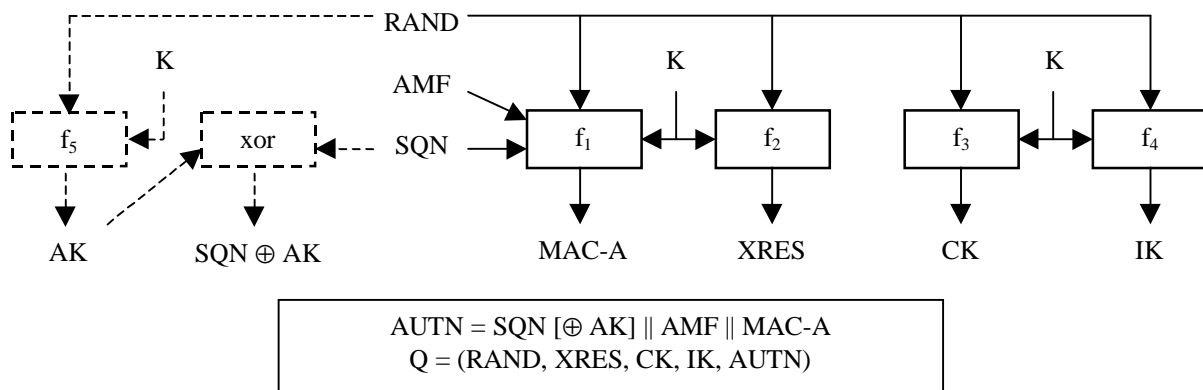 RAND
K
K
K
AMF
f5
xor
SQN
f1
f2
f3
f4
AK
SQN ⊕ AK
MAC-A
XRES
CK
IK
AUTN = SQN [⊕ AK] || AMF || MAC-A
Q = (RAND, XRES, CK, IK, AUTN)